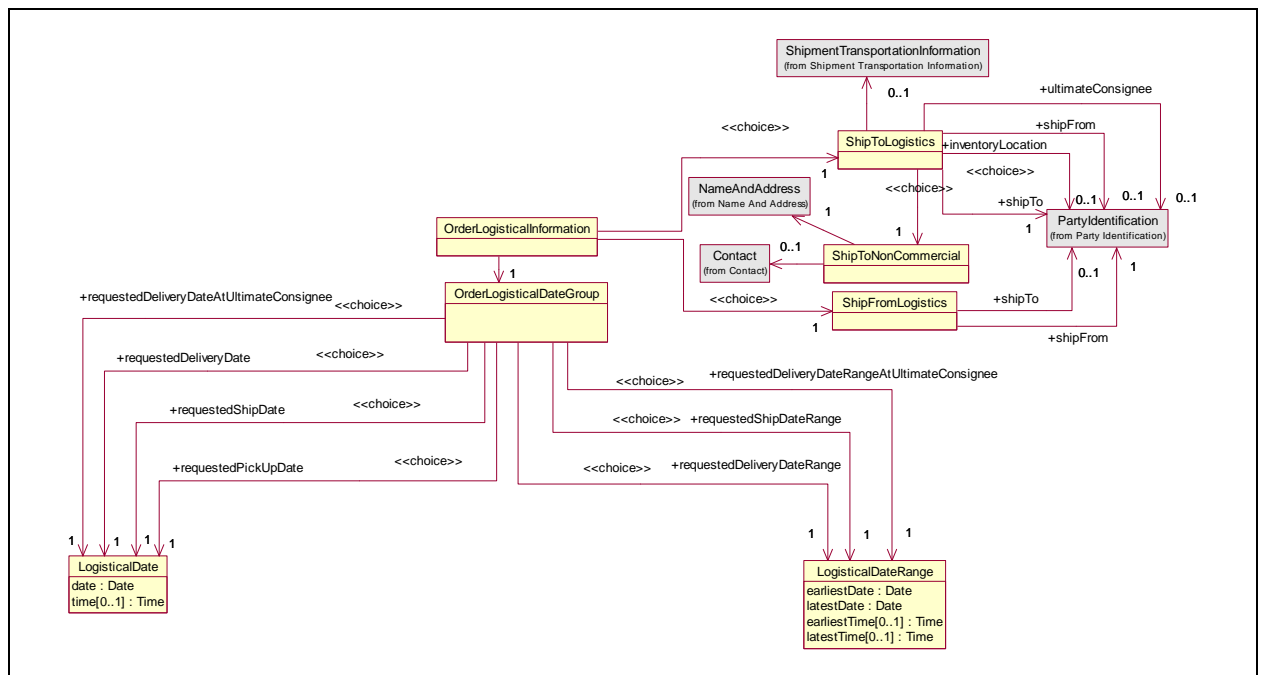 ShipmentTransportationInformation
(from Shipment Transportation Information)
0..1
+ultimateConsignee
<<choice>>
+shipFrom
ShipToLogistics
+inventoryLocation
<<choice>>
1
NameAndAddress
(from Name And Address)
<<choice>>
+shipTo
0..1
0..1
0..1
1
1
1
PartyIdentification
(from Party Identification)
OrderLogisticalInformation
Contact
(from Contact)
0..1
ShipToNonCommercial
0..1
1
1
OrderLogisticalDateGroup
+requestedDeliveryDateAtUltimateConsignee
<<choice>>
<<choice>>
ShipFromLogistics
+shipTo
1
+shipFrom
+requestedDeliveryDate
<<choice>>
+requestedDeliveryDateRangeAtUltimateConsignee
<<choice>>
+requestedShipDate
<<choice>>
+requestedShipDateRange
<<choice>>
+requestedPickUpDate
<<choice>>
<<choice>>
+requestedDeliveryDateRange
1
1
1
1
1
1
1
LogisticalDate
date : Date
time[0..1] : Time
LogisticalDateRange
earliestDate : Date
latestDate : Date
earliestTime[0..1] : Time
latestTime[0..1] : Time